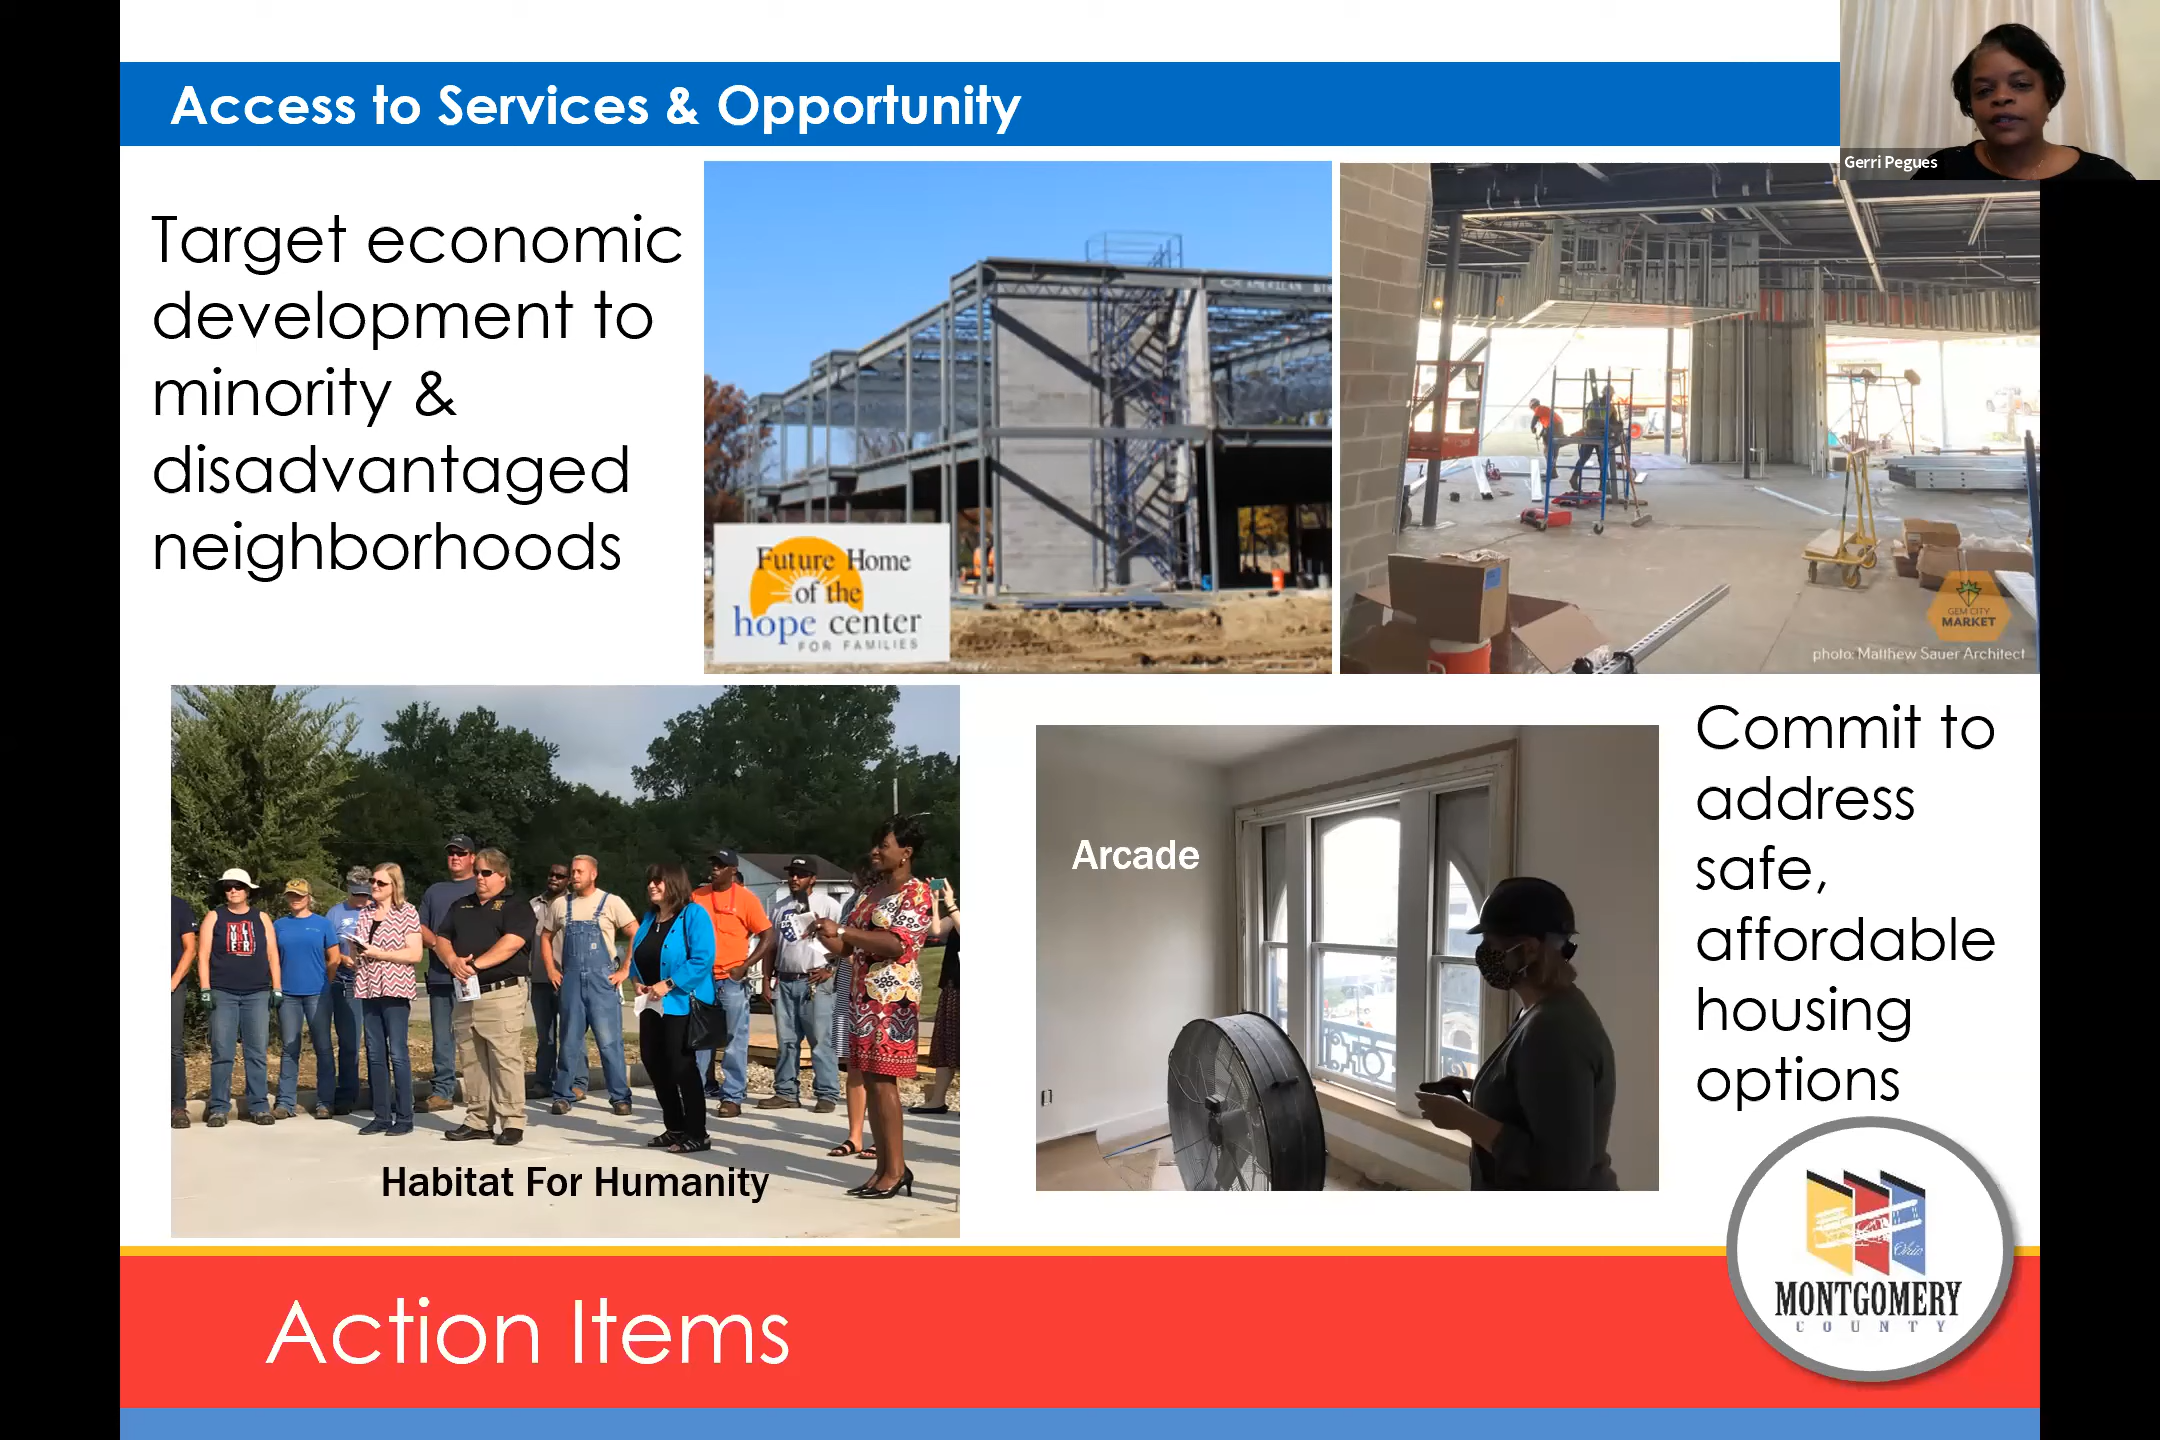 Access to Services & Opportunity
Gerri Pegues
Target economic
development to
minority &
disadvantaged
neighborhoods
Future Home
of the
hope center
FOR FAMILIES
GEM CITY
MARKET
photo: Matthew Sauer Architect
Habitat For Humanity
Arcade
Commit to
address
safe,
affordable
housing
options
Action Items
Ohio
MONTGOMERY
COUNTY